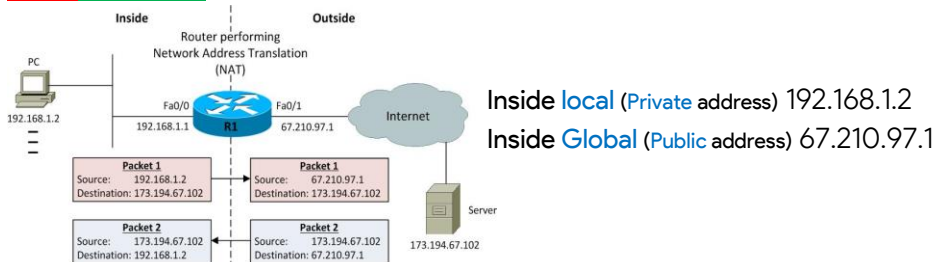 Inside
Outside
Router performing
Network Address Translation
(NAT)
PC
192.168.1.2
Fa0/0
192.168.1.1
R1
Fa0/1
67.210.97.1
Internet
Server
173.194.67.102
Packet 1
Source: 192.168.1.2
Destination: 173.194.67.102
Packet 1
Source: 67.210.97.1
Destination: 173.194.67.102
Packet 2
Source: 173.194.67.102
Destination: 192.168.1.2
Packet 2
Source: 173.194.67.102
Destination: 67.210.97.1
Inside local (Private address) 192.168.1.2
Inside Global (Public address) 67.210.97.1